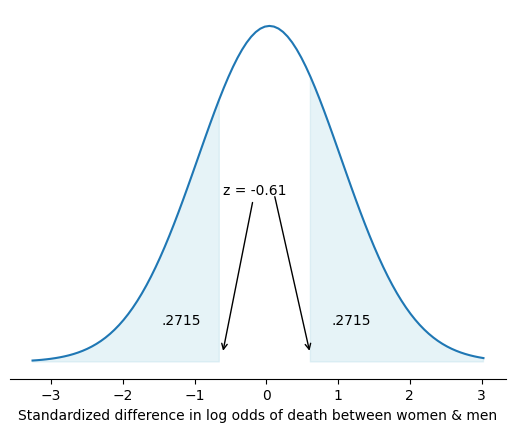 z = -0.61
.2715 .2715
−3 −2 −1 0 1 2 3
Standardized difference in log odds of death between women & men